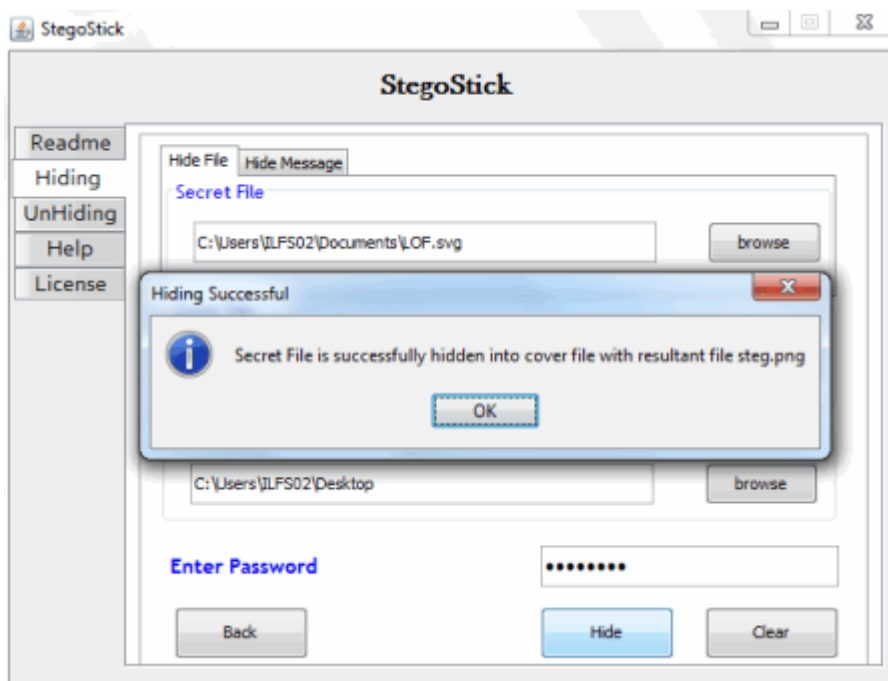 StegoStick
StegoStick
Readme
Hiding
UnHiding
Help
License
Hide File Hide Message
Secret File
C:\Users\ILFS02\Documents\LOF.svg browse
Hiding Successful
Secret File is successfully hidden into cover file with resultant file steg.png
OK
C:\Users\ILFS02\Desktop browse
Enter Password ••••••••
Back Hide Clear